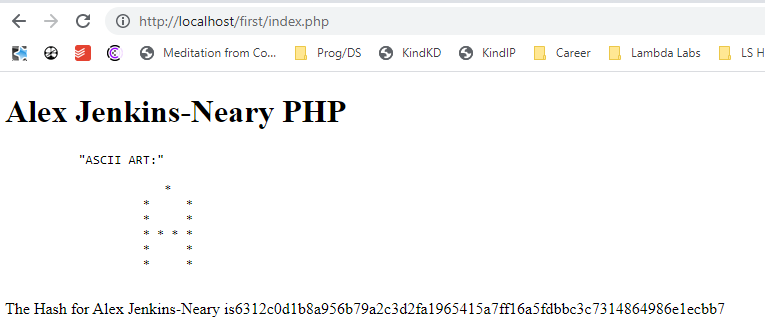 http://localhost/first/index.php
Meditation from Co... Prog/DS KindKD KindIP Career Lambda Labs LS H
Alex Jenkins-Neary PHP
"ASCII ART:"
*
* *
* *
* * * *
* *
* *
The Hash for Alex Jenkins-Neary is6312c0d1b8a956b79a2c3d2fa1965415a7ff16a5fdbbc3c7314864986e1ecbb7